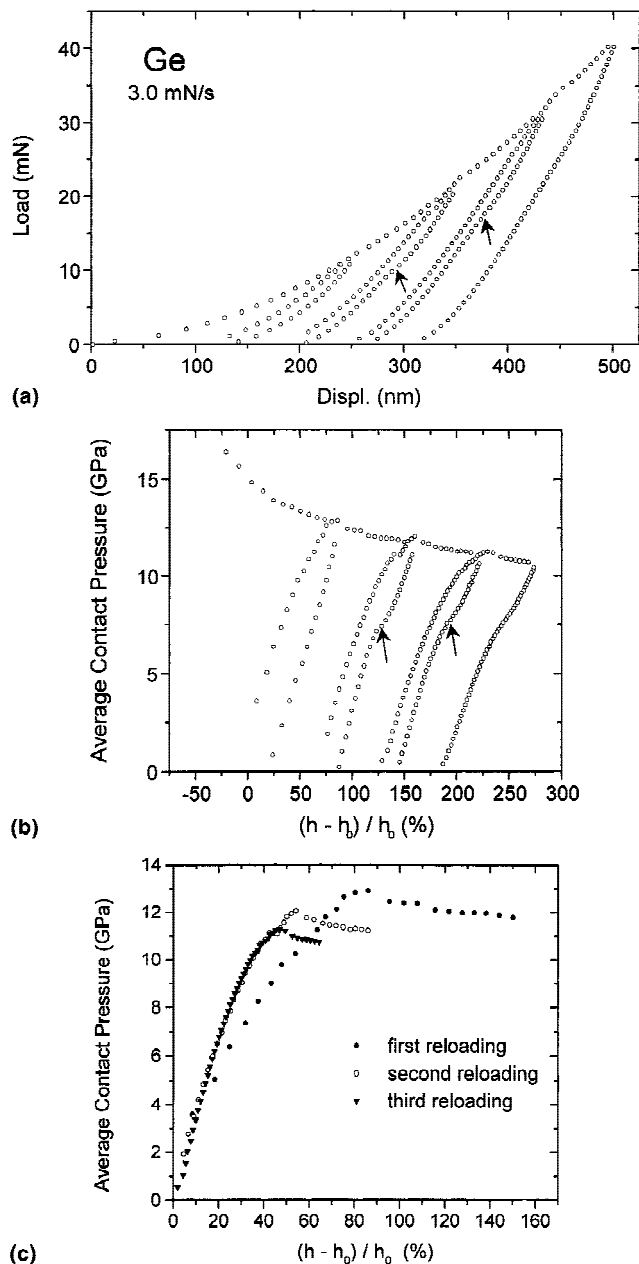 Ge
3.0 mN/s
Load (mN)
40
30
20
10
0
0 100 200 300 400 500
Displ. (nm)
(a)
Average Contact Pressure (GPa)
15
10
5
0
-50 0 50 100 150 200 250 300
(h - h₀) / h₀ (%)
(b)
Average Contact Pressure (GPa)
14
12
10
8
6
4
2
0
first reloading
second reloading
third reloading
0 20 40 60 80 100 120 140 160
(h - h₀) / h₀ (%)
(c)